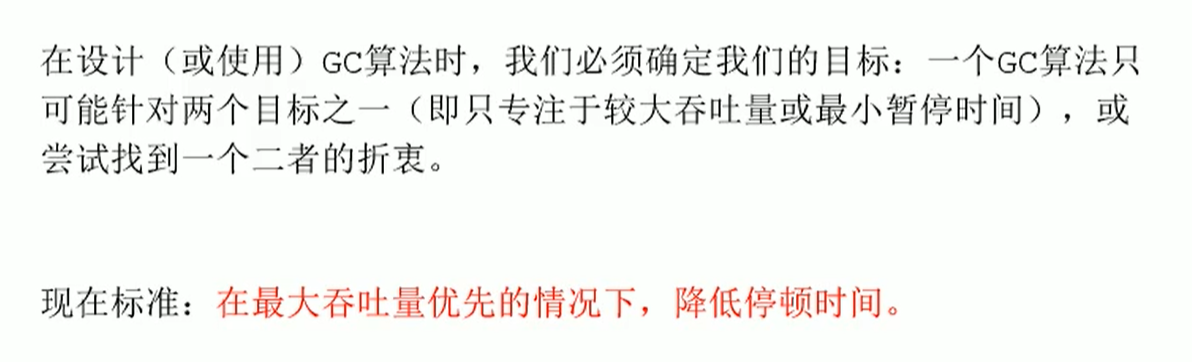 在设计（或使用）GC算法时，我们必须确定我们的目标：一个GC算法只
可能针对两个目标之一（即只专注于较大吞吐量或最小暂停时间），或
尝试找到一个二者的折衷。
现在标准：在最大吞吐量优先的情况下，降低停顿时间。